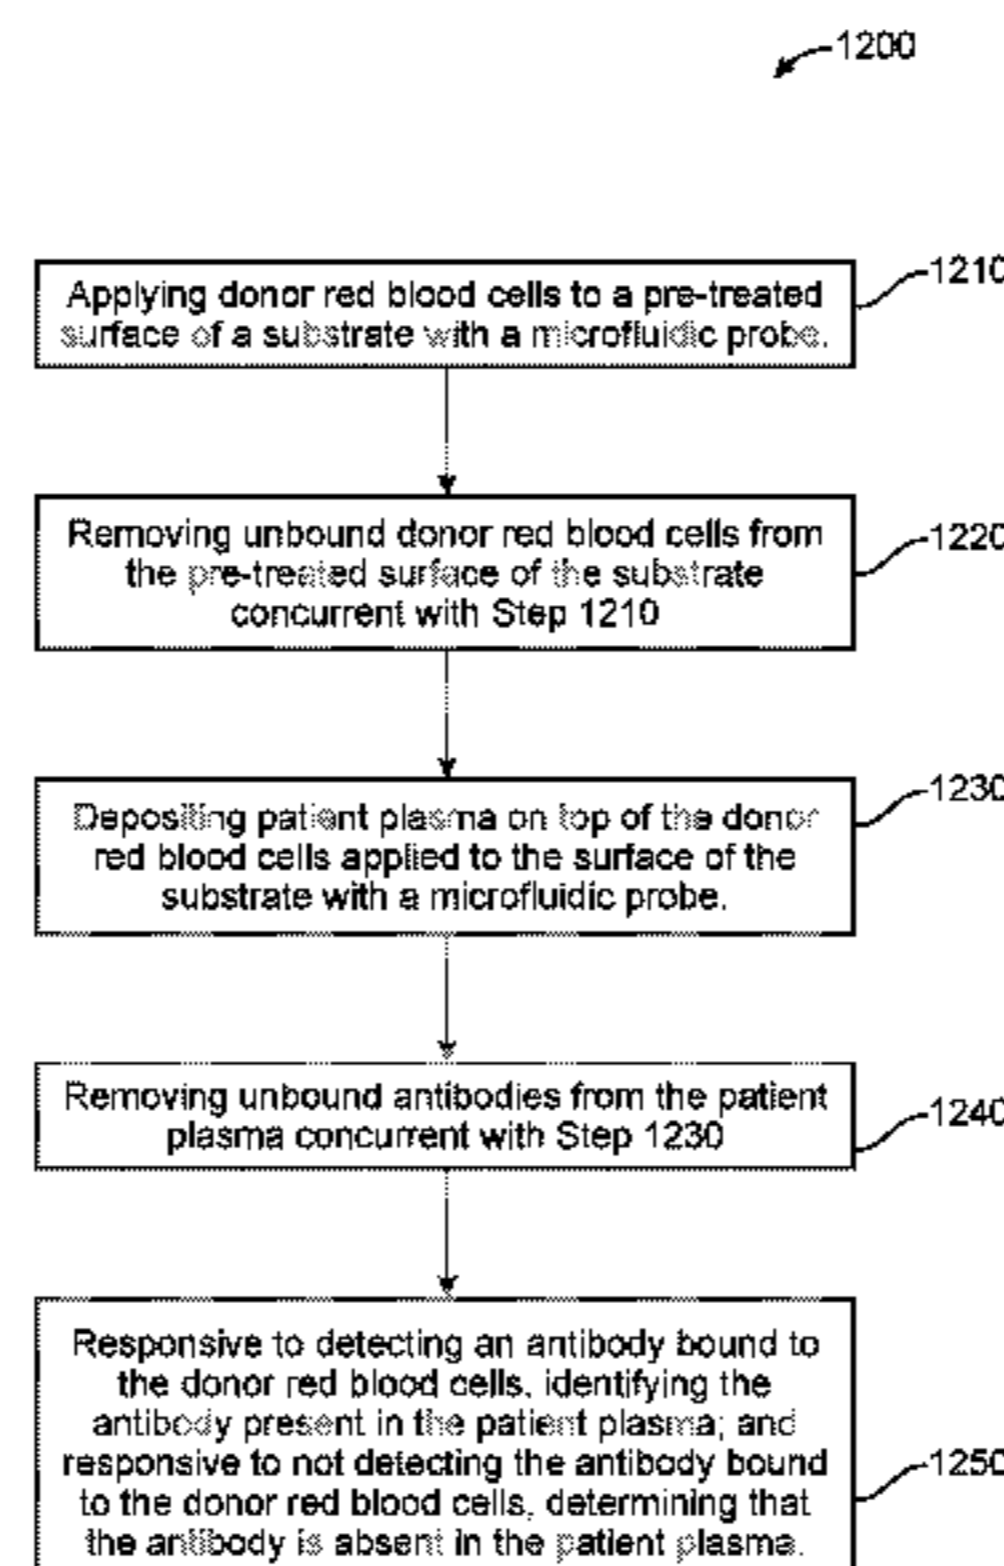 1200
1210
Applying donor red blood cells to a pre-treated
surface of a substrate with a microfluidic probe.
1220
Removing unbound donor red blood cells from
the pre-treated surface of the substrate
concurrent with Step 1210
1230
Depositing patient plasma on top of the donor
red blood cells applied to the surface of the
substrate with a microfluidic probe.
1240
Removing unbound antibodies from the patient
plasma concurrent with Step 1230
1250
Responsive to detecting an antibody bound to
the donor red blood cells, identifying the
antibody present in the patient plasma; and
responsive to not detecting the antibody bound
to the donor red blood cells, determining that
the antibody is absent in the patient plasma.